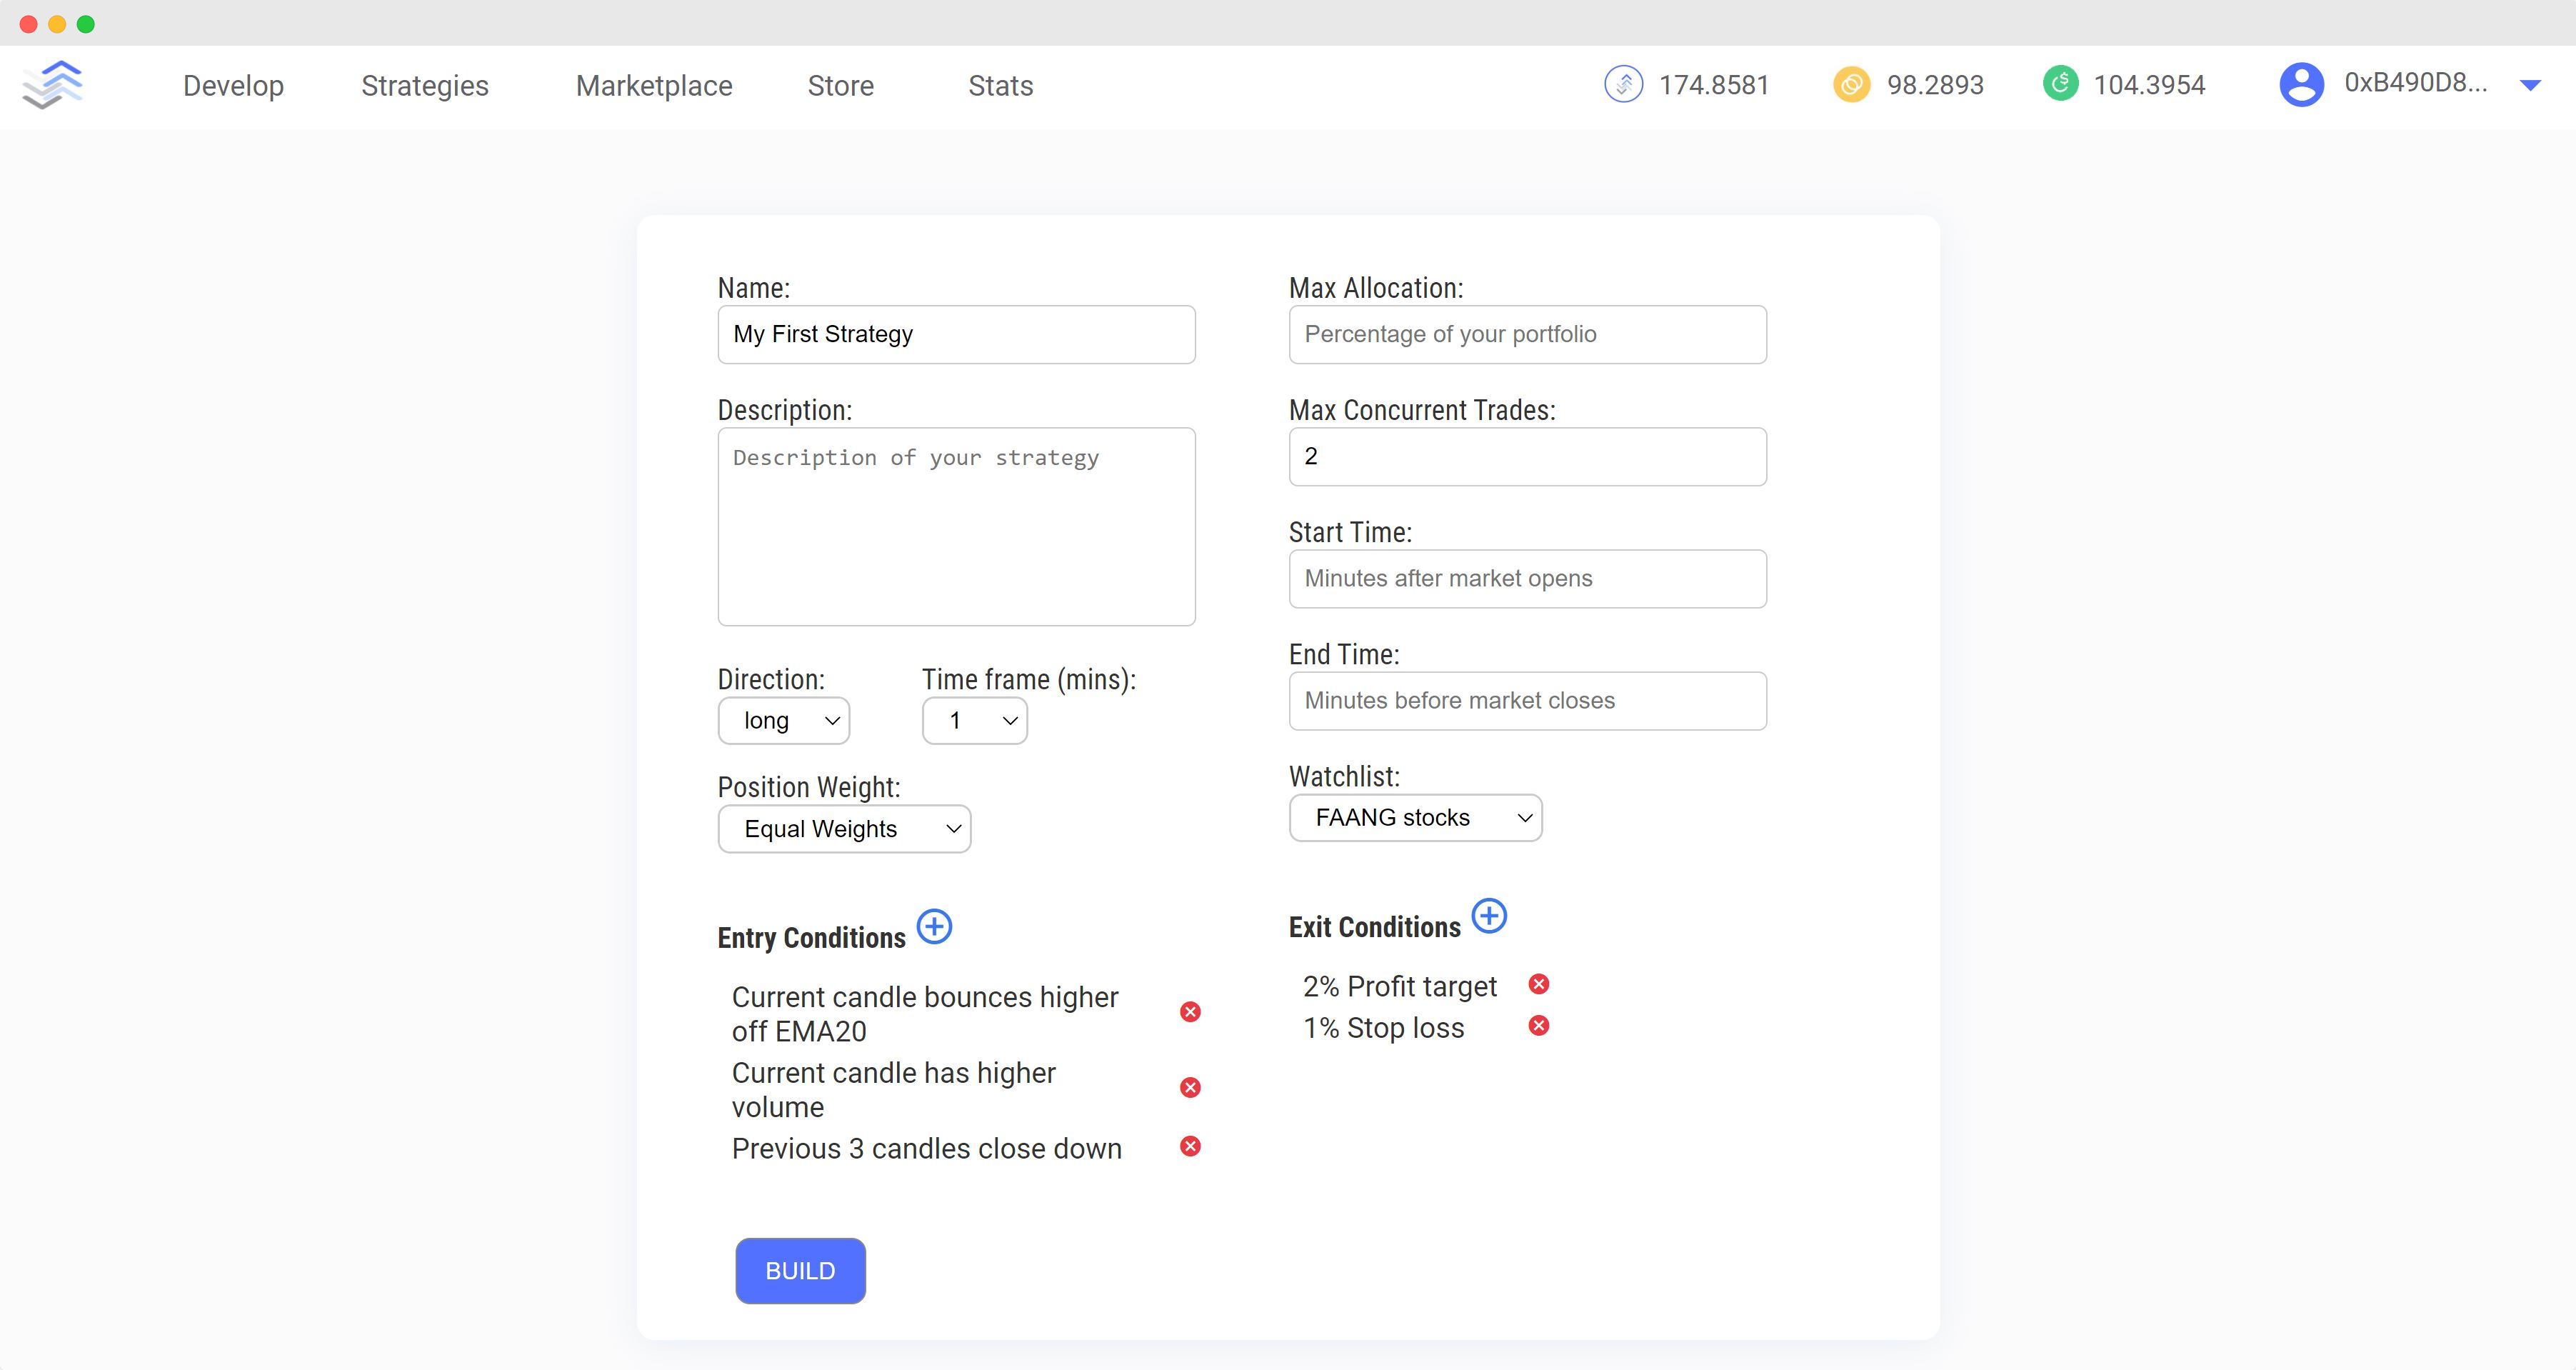 Develop Strategies Marketplace Store Stats 174.8581 98.2893 104.3954 0xB490D8...
Name:
My First Strategy
Description:
Description of your strategy
Direction: Time frame (mins):
long 1
Position Weight:
Equal Weights
Max Allocation:
Percentage of your portfolio
Max Concurrent Trades:
2
Start Time:
Minutes after market opens
End Time:
Minutes before market closes
Watchlist:
FAANG stocks
Entry Conditions
Current candle bounces higher
off EMA20
Current candle has higher
volume
Previous 3 candles close down
Exit Conditions
2% Profit target
1% Stop loss
BUILD